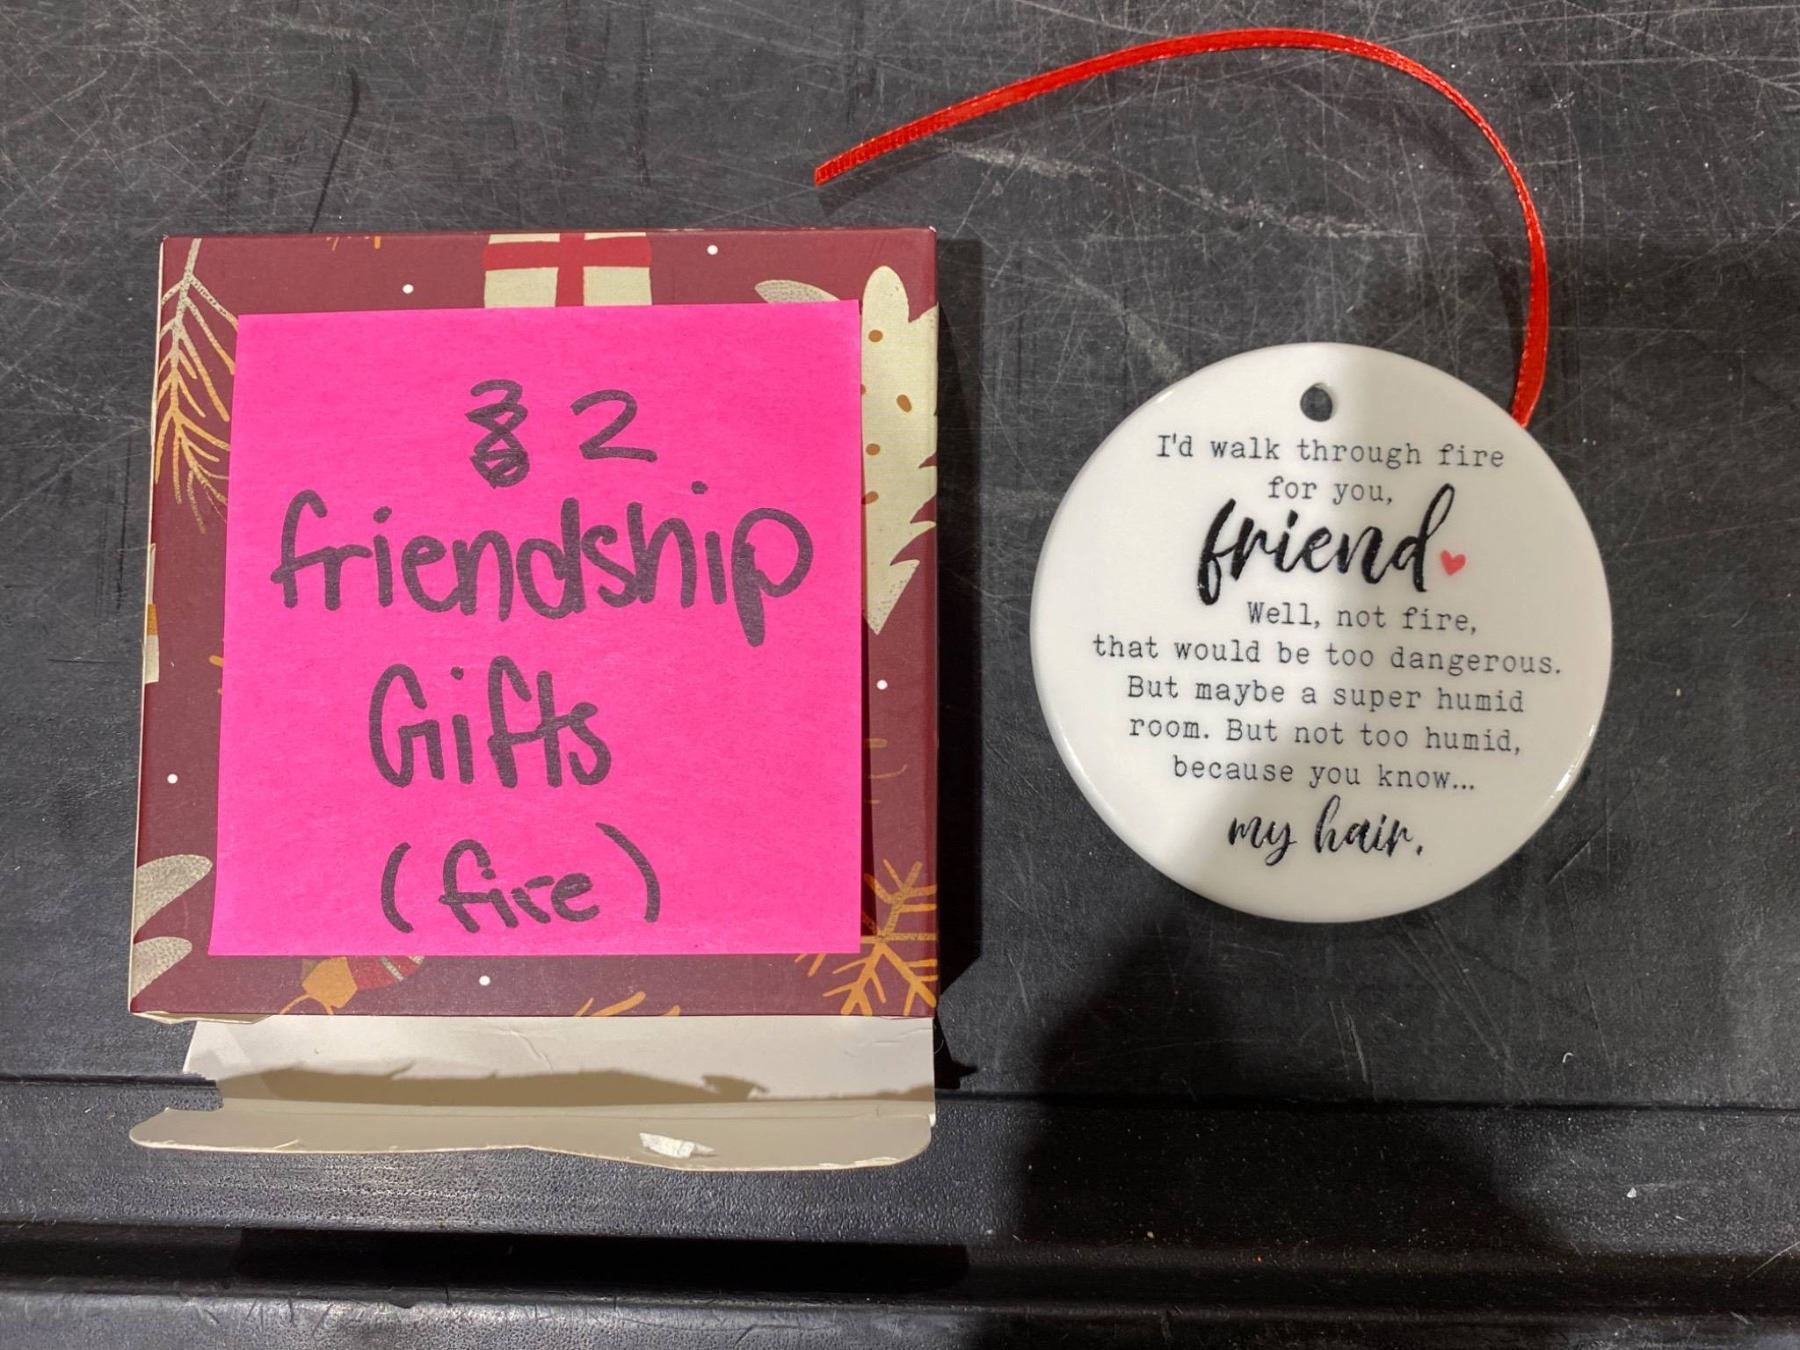 2
friendship
Gifts
(fire)
I'd walk through fire
for you,
friend
Well, not fire,
that would be too dangerous.
But maybe a super humid
room. But not too humid,
because you know...
my hair.